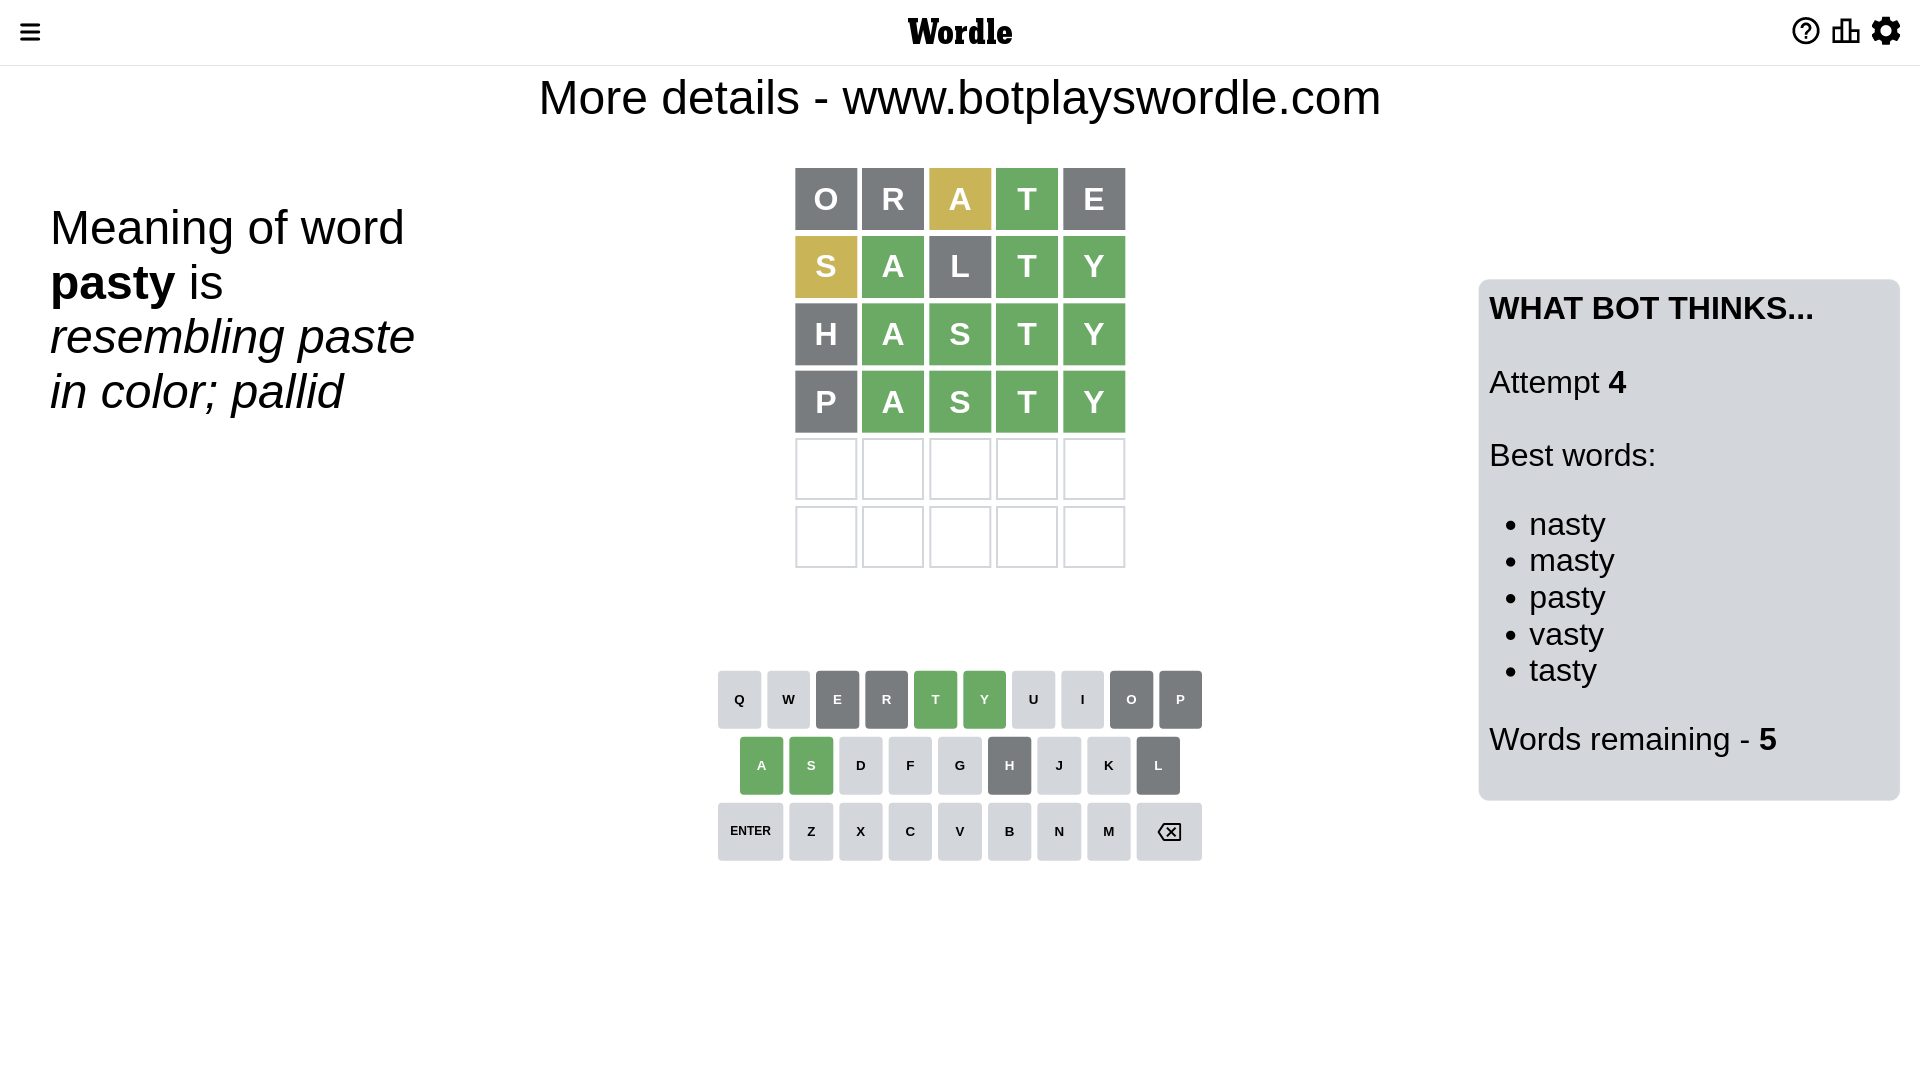 Wordle
More details - www.botplayswordle.com
Meaning of word
pasty is
resembling paste
in color; pallid
O R A T E
S A L T Y
H A S T Y
P A S T Y
WHAT BOT THINKS...
Attempt 4
Best words:
• nasty
• masty
• pasty
• vasty
• tasty
Words remaining - 5
Q W E R T Y U I O P
A S D F G H J K L
ENTER Z X C V B N M